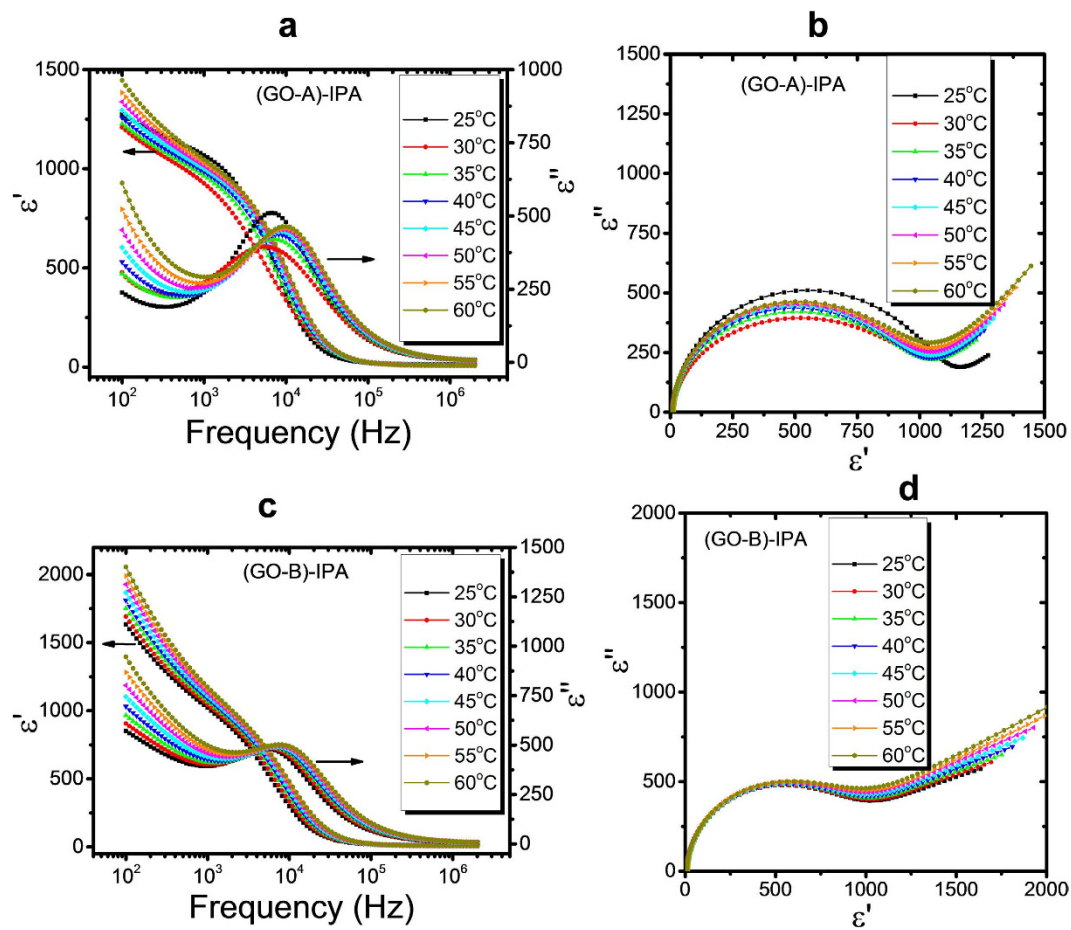 a
1500
1000
500
0
ε'
10² 10³ 10⁴ 10⁵ 10⁶
Frequency (Hz)
1000
750
500
250
0
ε"
(GO-A)-IPA
25°C
30°C
35°C
40°C
45°C
50°C
55°C
60°C
b
1500
1250
1000
750
500
250
0
ε"
0 250 500 750 1000 1250 1500
ε'
(GO-A)-IPA
25°C
30°C
35°C
40°C
45°C
50°C
55°C
60°C
c
2000
1500
1000
500
0
ε'
10² 10³ 10⁴ 10⁵ 10⁶
Frequency (Hz)
1500
1250
1000
750
500
250
0
ε"
(GO-B)-IPA
25°C
30°C
35°C
40°C
45°C
50°C
55°C
60°C
d
2000
1500
1000
500
0
ε"
0 500 1000 1500 2000
ε'
(GO-B)-IPA
25°C
30°C
35°C
40°C
45°C
50°C
55°C
60°C